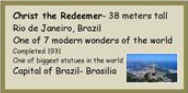 Christ the Redeemer- 38 meters tall
Rio de Janeiro, Brazil
One of 7 modern wonders of the world
Completed 1931
One of biggest statues in the world
Capital of Brazil- Brasilia